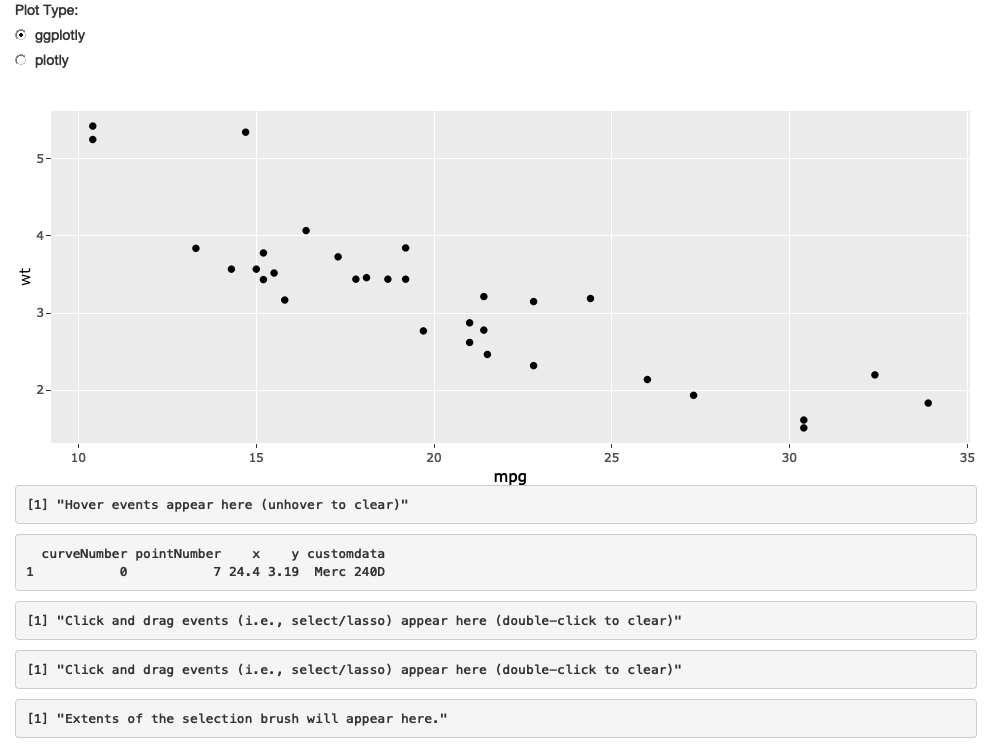 Plot Type:
ggplotly
plotly
5
4
3
2
wt
10 15 20 25 30 35
mpg
[1] "Hover events appear here (unhover to clear)"
curveNumber pointNumber x y customdata
1 0 7 24.4 3.19 Merc 240D
[1] "Click and drag events (i.e., select/lasso) appear here (double-click to clear)"
[1] "Click and drag events (i.e., select/lasso) appear here (double-click to clear)"
[1] "Extents of the selection brush will appear here."